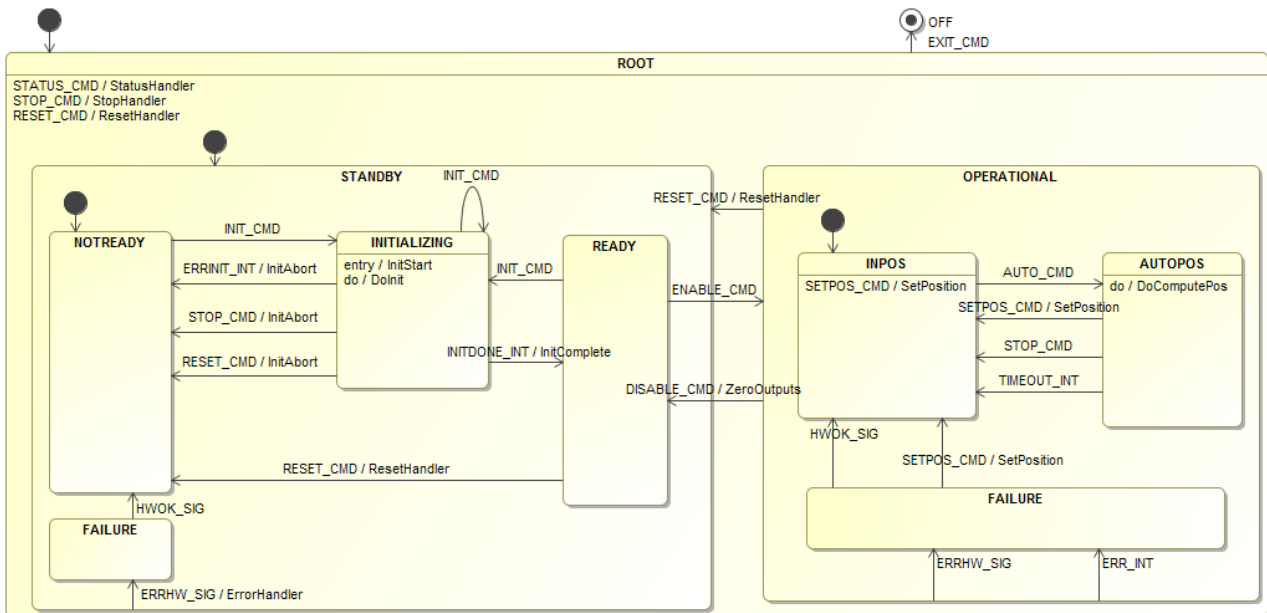 OFF
EXIT_CMD
ROOT
STATUS_CMD / StatusHandler
STOP_CMD / StopHandler
RESET_CMD / ResetHandler
STANDBY
INIT_CMD
OPERATIONAL
RESET_CMD / ResetHandler
NOTREADY
INIT_CMD
INITIALIZING
entry / InitStart
do / DoInit
READY
ERRINIT_INT / InitAbort
INIT_CMD
ENABLE_CMD
STOP_CMD / InitAbort
INITDONE_INT / InitComplete
RESET_CMD / InitAbort
DISABLE_CMD / ZeroOutputs
RESET_CMD / ResetHandler
HWOK_SIG
FAILURE
ERRHW_SIG / ErrorHandler
INPOS
SETPOS_CMD / SetPosition
AUTO_CMD
AUTOPOS
do / DoComputePos
SETPOS_CMD / SetPosition
STOP_CMD
TIMEOUT_INT
HWOK_SIG
SETPOS_CMD / SetPosition
FAILURE
ERRHW_SIG
ERR_INT